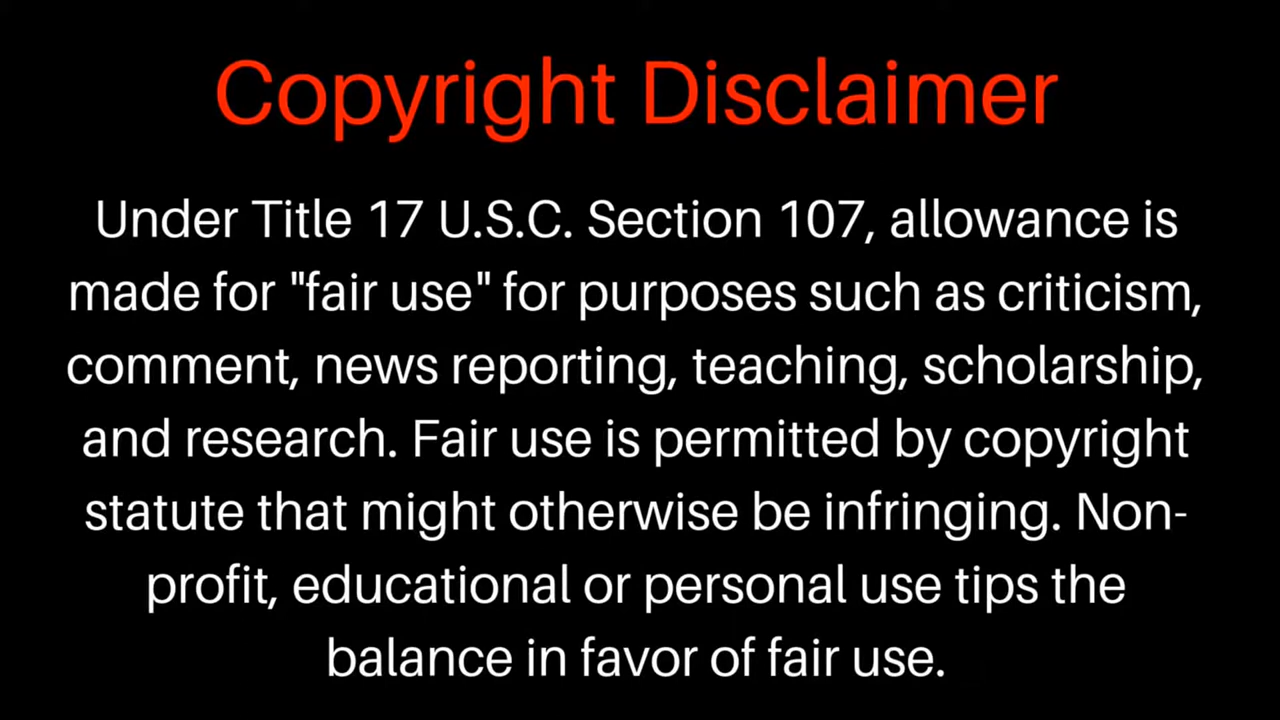 Copyright Disclaimer
Under Title 17 U.S.C. Section 107, allowance is
made for "fair use" for purposes such as criticism,
comment, news reporting, teaching, scholarship,
and research. Fair use is permitted by copyright
statute that might otherwise be infringing. Non-
profit, educational or personal use tips the
balance in favor of fair use.